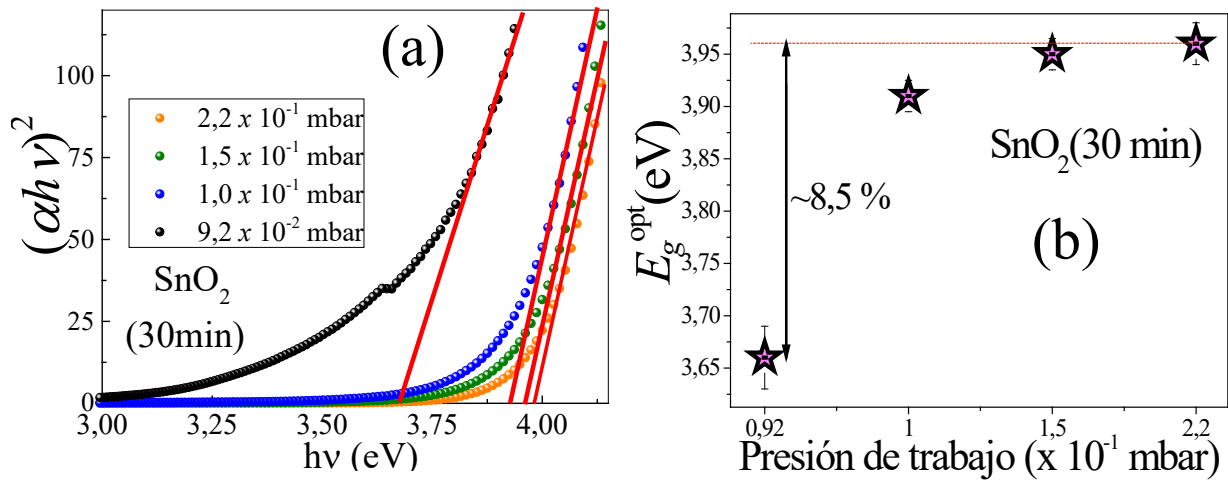 (a)
(αhν)²
100
75
50
25
0
2,2 x 10⁻¹ mbar
1,5 x 10⁻¹ mbar
1,0 x 10⁻¹ mbar
9,2 x 10⁻² mbar
SnO₂
(30min)
3,00 3,25 3,50 3,75 4,00
hν (eV)
E_g^opt(eV)
3,95
3,90
3,85
3,80
3,75
3,70
3,65
SnO₂(30 min)
~8,5 %
(b)
0,92 1 1,5 2,2
Presión de trabajo (x 10⁻¹ mbar)